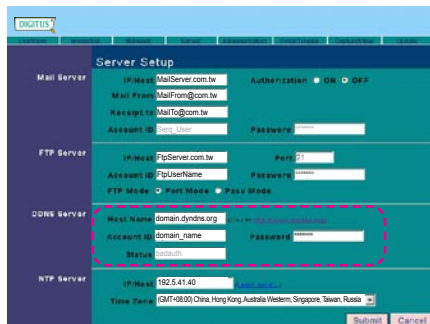 DIGITUS
Server Setup
Mail Server
IP/Host MailServer.com.tw Authorization ON OFF
Mail From MailFrom@com.tw
Receipt to MailTo@com.tw
Account ID Serq_User Password ******
FTP Server
IP/Host FtpServer.com.tw Port 21
Account ID FtpUserName Password ******
FTP Mode Port Mode Pasv Mode
DDNS Server
Host Name domain.dyndns.org
Account ID domain_name Password ******
Status badauth
NTP Server
IP/Host 192.5.41.40
Time Zone (GMT+08:00) China, Hong Kong, Australia Western, Singapore, Taiwan, Russia
Submit Cancel